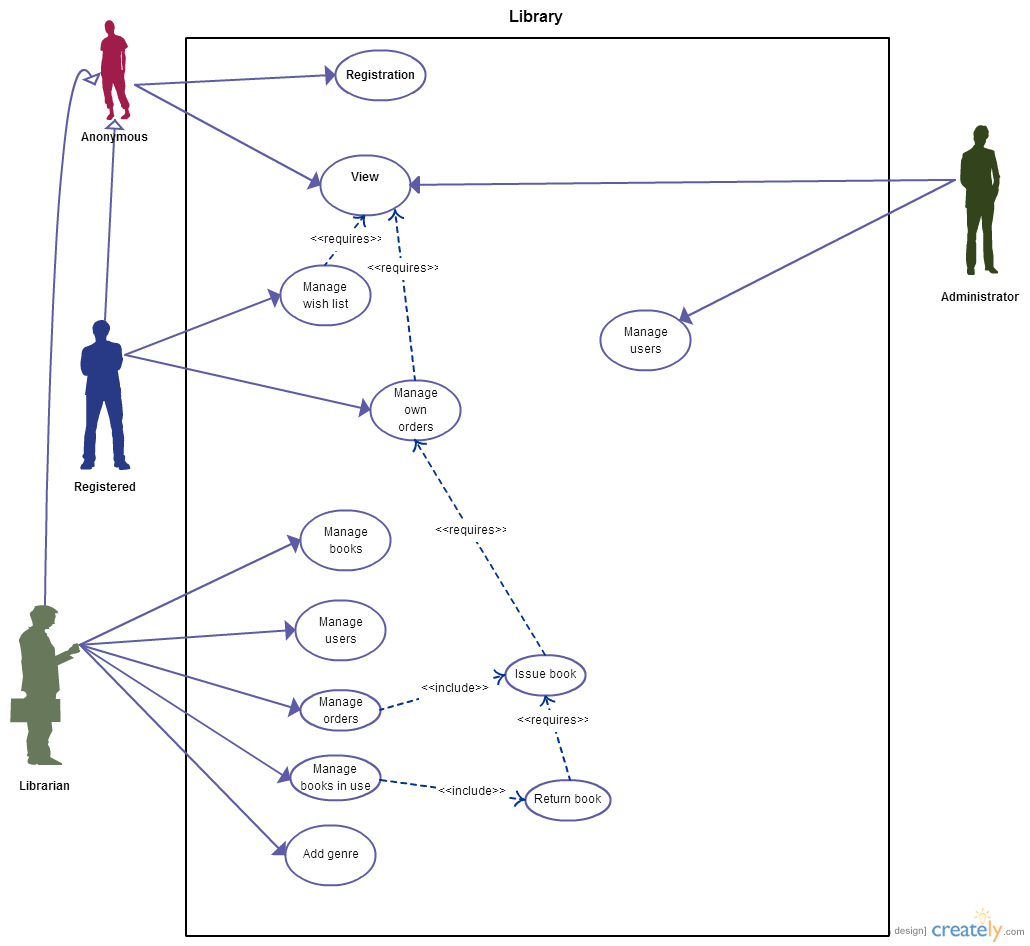 Library
Registration
Anonymous
View
<<requires>>
<<requires>>
Manage
wish list
Administrator
Manage
users
Manage
own
orders
Registered
<<requires>>
Manage
books
Manage
users
Issue book
<<include>>
Manage
orders
<<requires>>
Manage
books in use
<<include>>
Return book
Librarian
Add genre
design]
creately.com